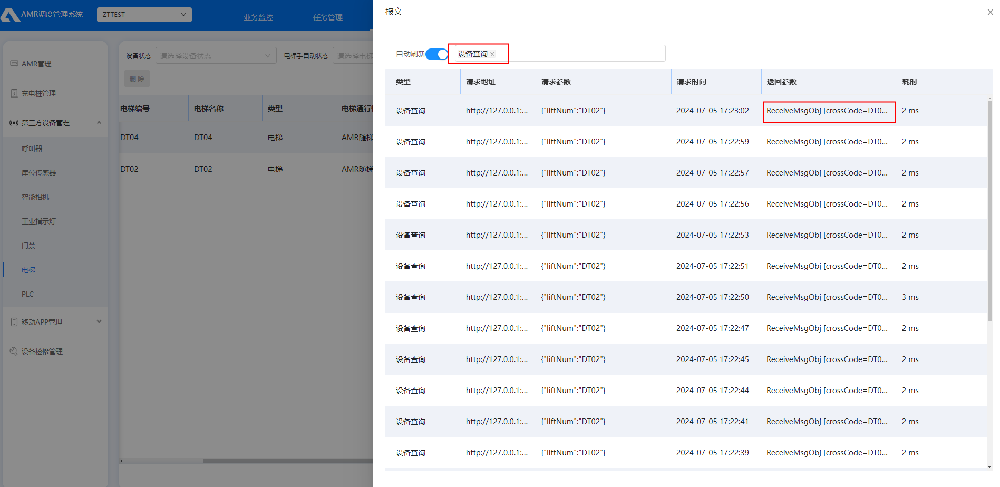 AMR调度管理系统
ZTTEST
业务监控
任务管理
AMR管理
充电桩管理
第三方设备管理
呼叫器
库位传感器
智能相机
工业指示灯
门禁
电梯
PLC
移动APP管理
设备检修管理
设备状态 请选择设备状态 电梯手自动状态 请选择电梯
删 除
电梯编号 电梯名称 类型 电梯通行
DT04 DT04 电梯 AMR随梯
DT02 DT02 电梯 AMR随梯
报文
自动刷新 设备查询 ×
类型 请求地址 请求参数 请求时间 返回参数 耗时
设备查询 http://127.0.0.1:... {"liftNum":"DT02"} 2024-07-05 17:23:02 ReceiveMsgObj [crossCode=DT0... 2 ms
设备查询 http://127.0.0.1:... {"liftNum":"DT02"} 2024-07-05 17:22:59 ReceiveMsgObj [crossCode=DT0... 2 ms
设备查询 http://127.0.0.1:... {"liftNum":"DT02"} 2024-07-05 17:22:57 ReceiveMsgObj [crossCode=DT0... 2 ms
设备查询 http://127.0.0.1:... {"liftNum":"DT02"} 2024-07-05 17:22:56 ReceiveMsgObj [crossCode=DT0... 2 ms
设备查询 http://127.0.0.1:... {"liftNum":"DT02"} 2024-07-05 17:22:53 ReceiveMsgObj [crossCode=DT0... 2 ms
设备查询 http://127.0.0.1:... {"liftNum":"DT02"} 2024-07-05 17:22:51 ReceiveMsgObj [crossCode=DT0... 2 ms
设备查询 http://127.0.0.1:... {"liftNum":"DT02"} 2024-07-05 17:22:50 ReceiveMsgObj [crossCode=DT0... 3 ms
设备查询 http://127.0.0.1:... {"liftNum":"DT02"} 2024-07-05 17:22:47 ReceiveMsgObj [crossCode=DT0... 2 ms
设备查询 http://127.0.0.1:... {"liftNum":"DT02"} 2024-07-05 17:22:45 ReceiveMsgObj [crossCode=DT0... 2 ms
设备查询 http://127.0.0.1:... {"liftNum":"DT02"} 2024-07-05 17:22:44 ReceiveMsgObj [crossCode=DT0... 2 ms
设备查询 http://127.0.0.1:... {"liftNum":"DT02"} 2024-07-05 17:22:41 ReceiveMsgObj [crossCode=DT0... 2 ms
设备查询 http://127.0.0.1:... {"liftNum":"DT02"} 2024-07-05 17:22:39 ReceiveMsgObj [crossCode=DT0... 2 ms